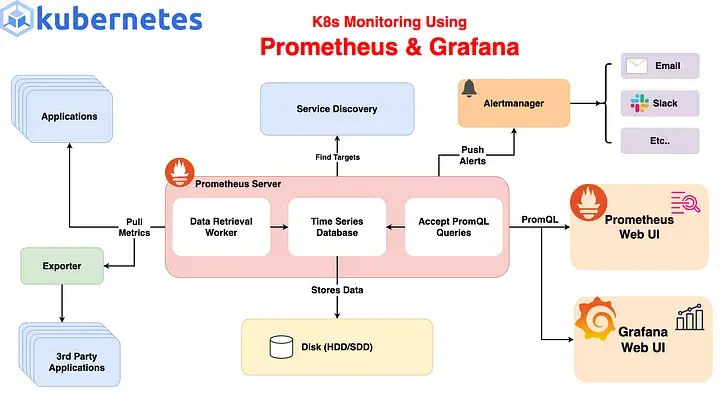 kubernetes
K8s Monitoring Using
Prometheus & Grafana
Applications
Service Discovery
Alertmanager
Email
Slack
Etc..
Find Targets
Push
Alerts
Prometheus Server
Pull
Metrics
Data Retrieval
Worker
Time Series
Database
Accept PromQL
Queries
PromQL
Prometheus
Web UI
Exporter
Stores Data
3rd Party
Applications
Disk (HDD/SDD)
Grafana
Web UI